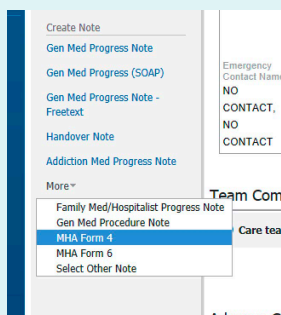 Create Note
Gen Med Progress Note
Gen Med Progress (SOAP)
Gen Med Progress Note -
Freetext
Handover Note
Addiction Med Progress Note
More
Family Med/Hospitalist Progress Note
Gen Med Procedure Note
MHA Form 4
MHA Form 6
Select Other Note
Emergency
Contact Name
NO
CONTACT,
NO
CONTACT
Team Com
Care tea